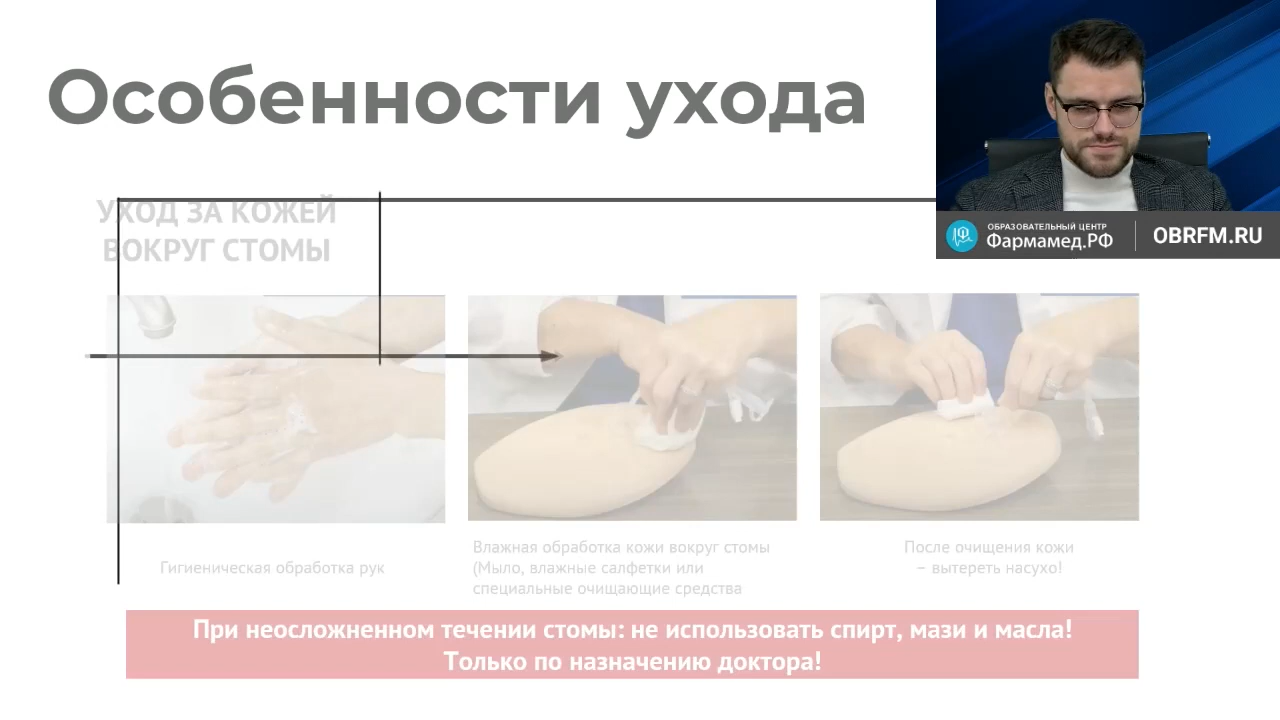 Особенности ухода
ОБРАЗОВАТЕЛЬНЫЙ ЦЕНТР
Фармамед.РФ
OBRFM.RU
УХОД ЗА КОЖЕЙ
ВОКРУГ СТОМЫ
Гигиеническая обработка рук
Влажная обработка кожи вокруг стомы
(Мыло, влажные салфетки или
специальные очищающие средства
После очищения кожи
– вытереть насухо!
При неосложненном течении стомы: не использовать спирт, мази и масла!
Только по назначению доктора!